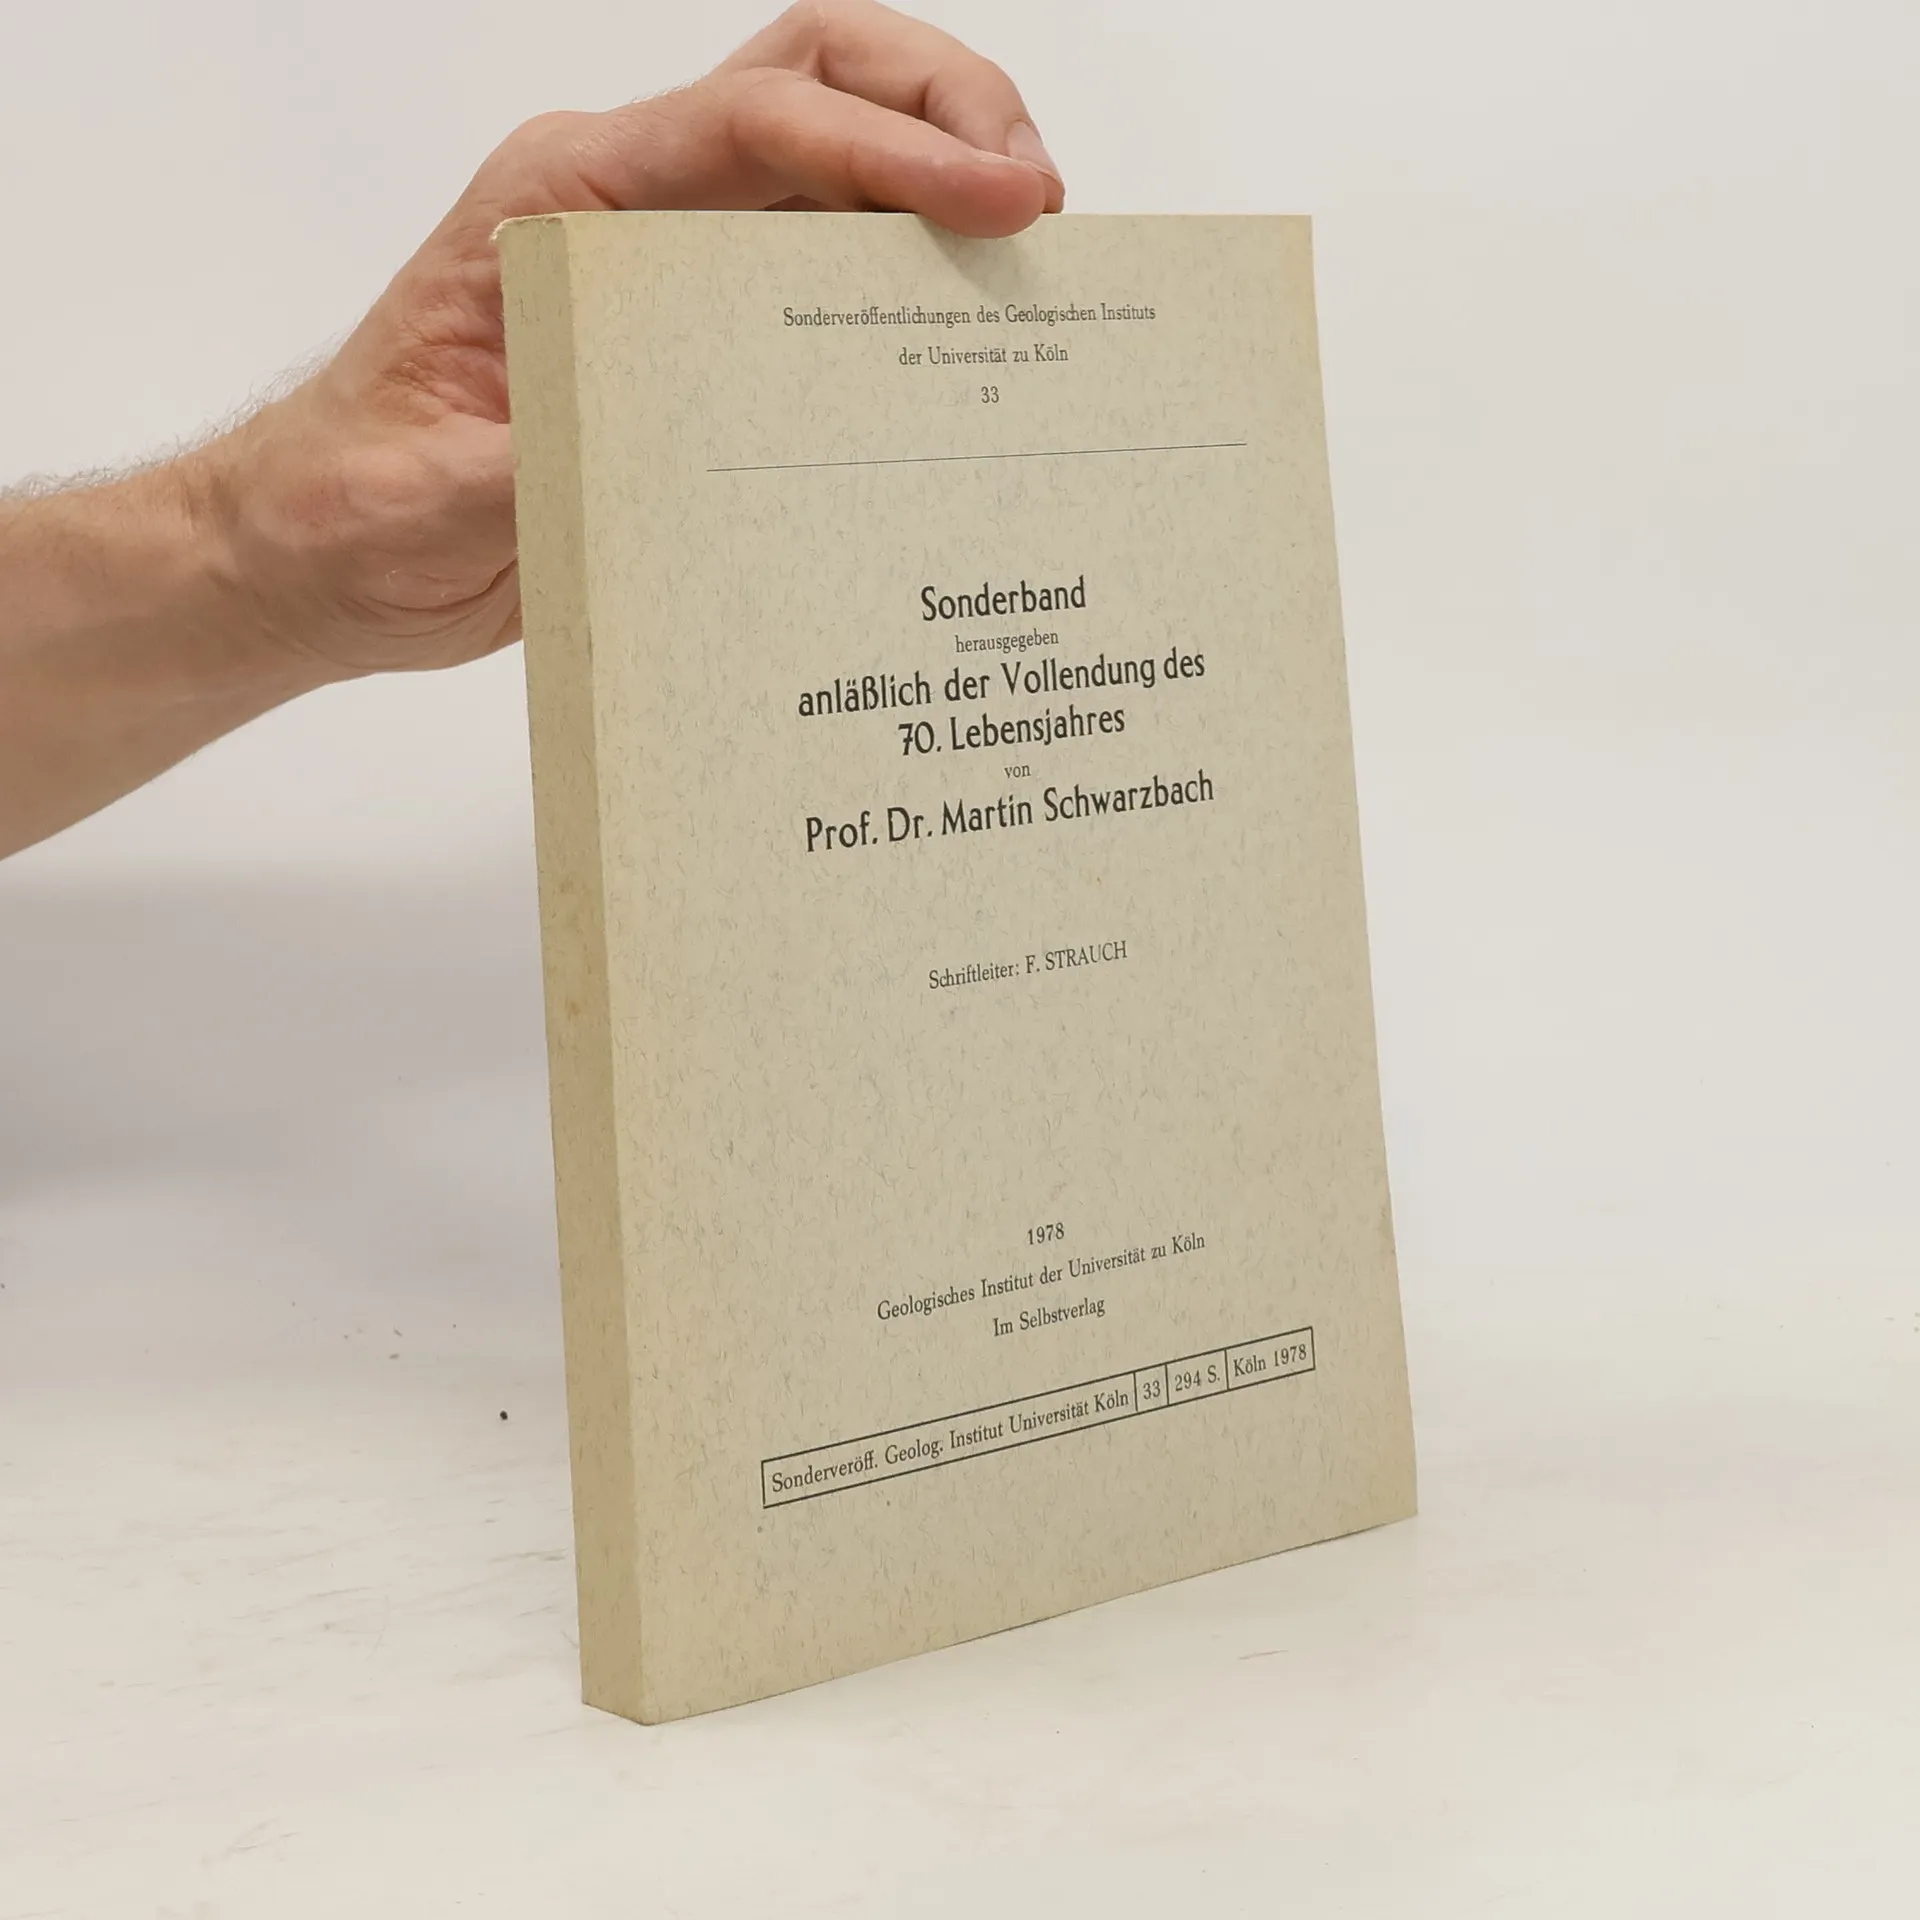 Sonderveröffentlichungen des Geologischen Instituts
der Universität zu Köln
33
Sonderband
herausgegeben
anläßlich der Vollendung des
70. Lebensjahres
von
Prof. Dr. Martin Schwarzbach
Schriftleiter: F. STRAUCH
1978
Geologisches Institut der Universität zu Köln
Im Selbstverlag
Sonderveröff. Geolog. Institut Universität Köln 33 294 S. Köln 1978